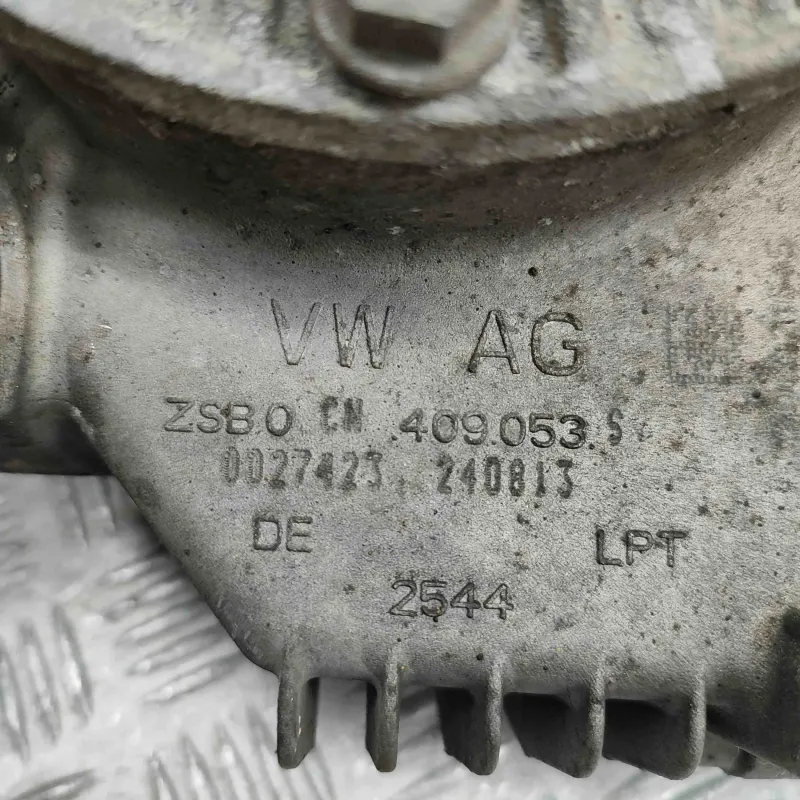 VW AG
ZSB 0 CN .409.053.S
0027423 240813
DE LPT
2544